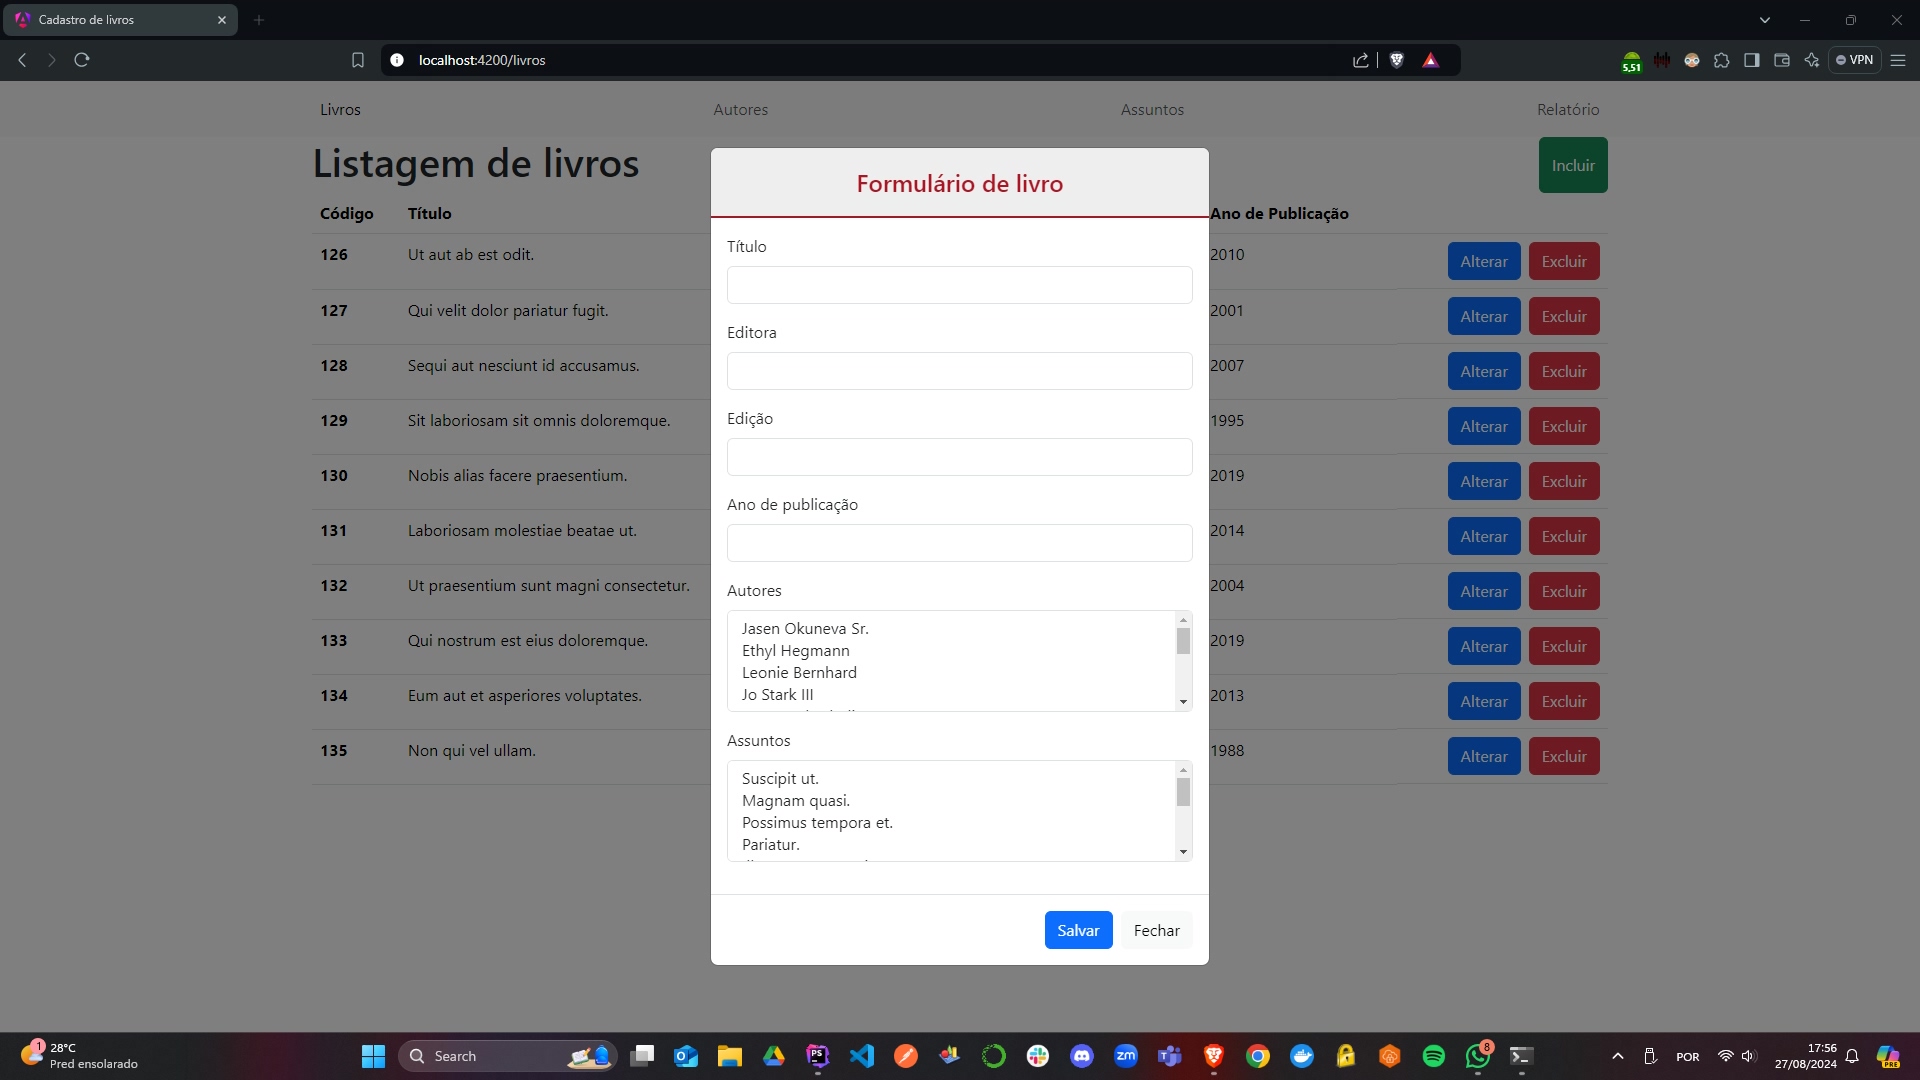 Cadastro de livros
localhost:4200/livros
5,51
VPN
Livros
Autores
Assuntos
Relatório
Listagem de livros
Incluir
Código
Título
Ano de Publicação
126
Ut aut ab est odit.
2010
Alterar
Excluir
127
Qui velit dolor pariatur fugit.
2001
Alterar
Excluir
128
Sequi aut nesciunt id accusamus.
2007
Alterar
Excluir
129
Sit laboriosam sit omnis doloremque.
1995
Alterar
Excluir
130
Nobis alias facere praesentium.
2019
Alterar
Excluir
131
Laboriosam molestiae beatae ut.
2014
Alterar
Excluir
132
Ut praesentium sunt magni consectetur.
2004
Alterar
Excluir
133
Qui nostrum est eius doloremque.
2019
Alterar
Excluir
134
Eum aut et asperiores voluptates.
2013
Alterar
Excluir
135
Non qui vel ullam.
1988
Alterar
Excluir
Formulário de livro
Título
Editora
Edição
Ano de publicação
Autores
Jasen Okuneva Sr.
Ethyl Hegmann
Leonie Bernhard
Jo Stark III
Assuntos
Suscipit ut.
Magnam quasi.
Possimus tempora et.
Pariatur.
Salvar
Fechar
1
28°C
Pred ensolarado
Search
PS
zm
8
POR
17:56
27/08/2024
PRE